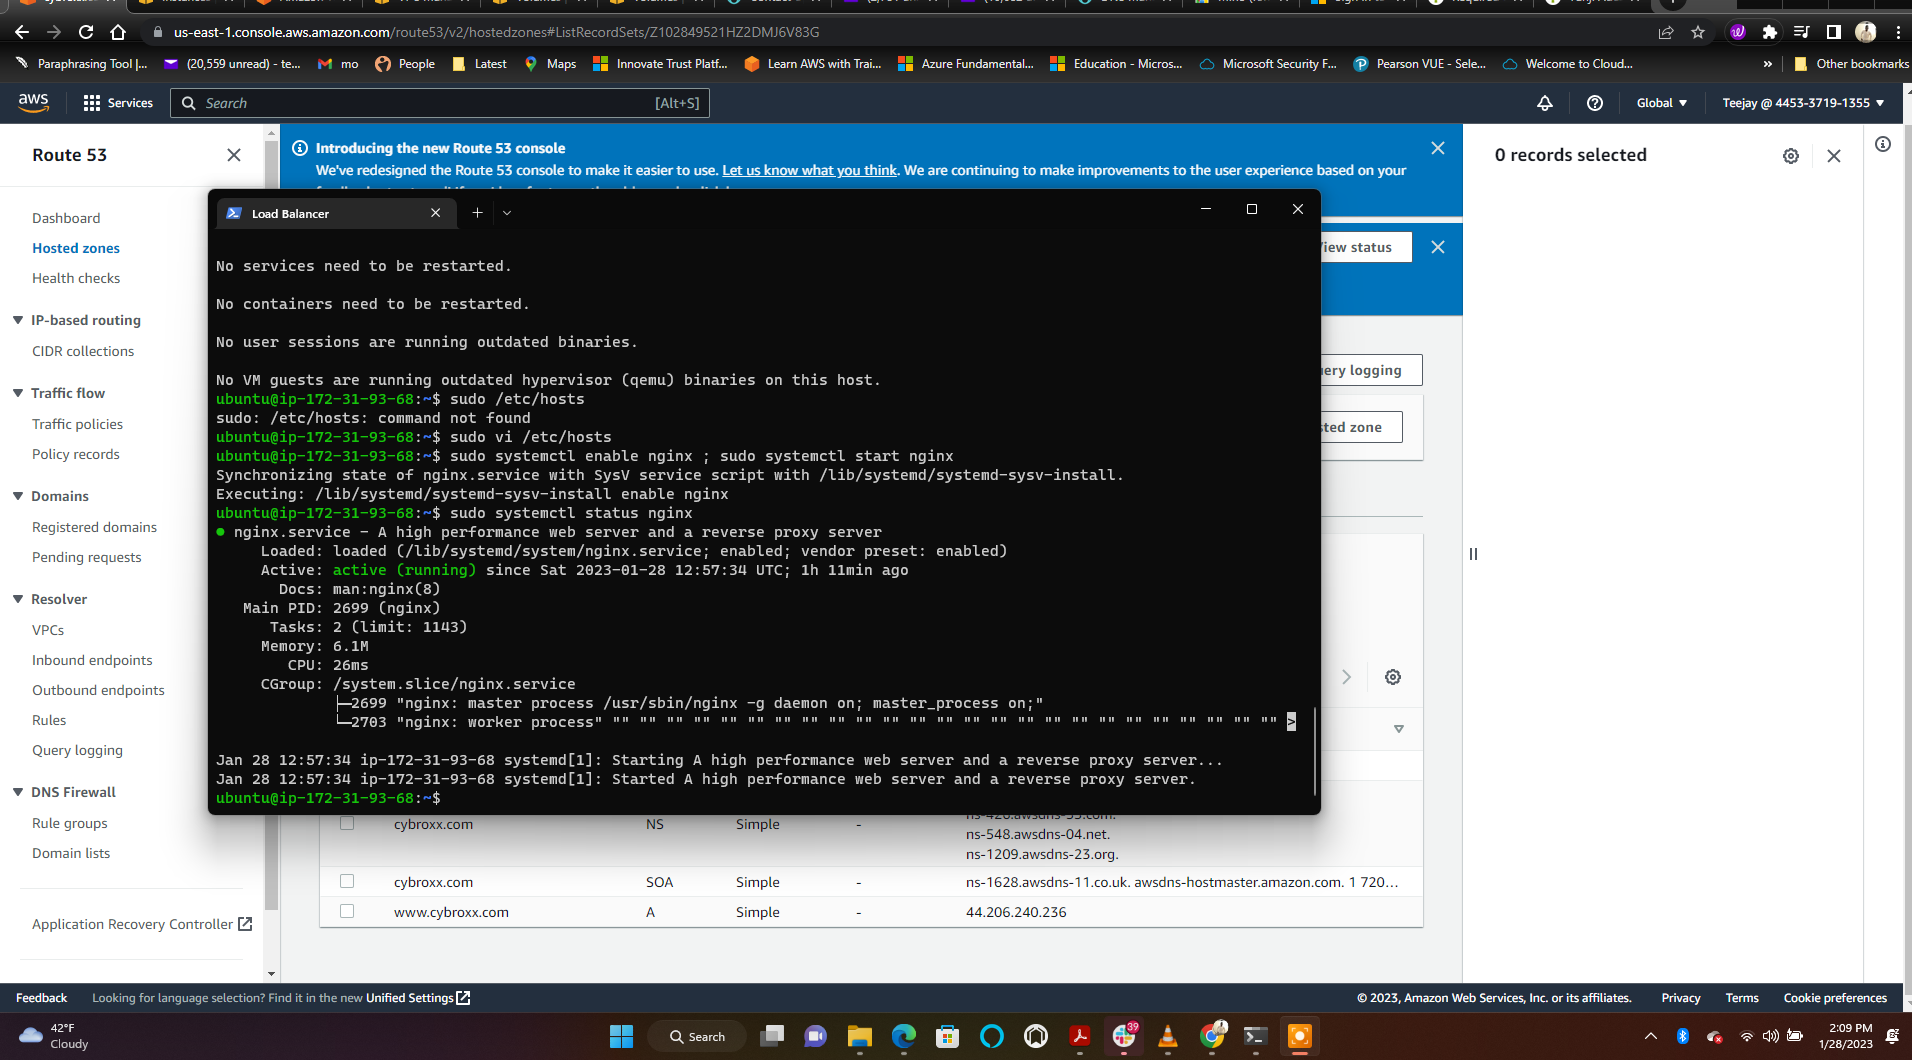 us-east-1.console.aws.amazon.com/route53/v2/hostedzones#ListRecordSets/Z102849521HZ2DMJ6V83G
Paraphrasing Tool |...
(20,559 unread) - te...
mo
People
Latest
Maps
Innovate Trust Platf...
Learn AWS with Trai...
Azure Fundamental...
Education - Micros...
Microsoft Security F...
Pearson VUE - Sele...
Welcome to Cloud...
»
Other bookmarks
aws
Services
Search
[Alt+S]
Global
Teejay @ 4453-3719-1355
Route 53
Dashboard
Hosted zones
Health checks
IP-based routing
CIDR collections
Traffic flow
Traffic policies
Policy records
Domains
Registered domains
Pending requests
Resolver
VPCs
Inbound endpoints
Outbound endpoints
Rules
Query logging
DNS Firewall
Rule groups
Domain lists
Application Recovery Controller
Introducing the new Route 53 console
We've redesigned the Route 53 console to make it easier to use. Let us know what you think. We are continuing to make improvements to the user experience based on your
0 records selected
iew status
ery logging
sted zone
Load Balancer
No services need to be restarted.
No containers need to be restarted.
No user sessions are running outdated binaries.
No VM guests are running outdated hypervisor (qemu) binaries on this host.
ubuntu@ip-172-31-93-68:~$ sudo /etc/hosts
sudo: /etc/hosts: command not found
ubuntu@ip-172-31-93-68:~$ sudo vi /etc/hosts
ubuntu@ip-172-31-93-68:~$ sudo systemctl enable nginx ; sudo systemctl start nginx
Synchronizing state of nginx.service with SysV service script with /lib/systemd/systemd-sysv-install.
Executing: /lib/systemd/systemd-sysv-install enable nginx
ubuntu@ip-172-31-93-68:~$ sudo systemctl status nginx
● nginx.service - A high performance web server and a reverse proxy server
Loaded: loaded (/lib/systemd/system/nginx.service; enabled; vendor preset: enabled)
Active: active (running) since Sat 2023-01-28 12:57:34 UTC; 1h 11min ago
Docs: man:nginx(8)
Main PID: 2699 (nginx)
Tasks: 2 (limit: 1143)
Memory: 6.1M
CPU: 26ms
CGroup: /system.slice/nginx.service
├─2699 "nginx: master process /usr/sbin/nginx -g daemon on; master_process on;"
└─2703 "nginx: worker process" "" "" "" "" "" "" "" "" "" "" "" "" "" "" "" "" "" "" "" "" "" "" "" "" "" >
Jan 28 12:57:34 ip-172-31-93-68 systemd[1]: Starting A high performance web server and a reverse proxy server...
Jan 28 12:57:34 ip-172-31-93-68 systemd[1]: Started A high performance web server and a reverse proxy server.
ubuntu@ip-172-31-93-68:~$
cybroxx.com NS Simple -
ns-548.awsdns-04.net.
ns-1209.awsdns-23.org.
cybroxx.com SOA Simple - ns-1628.awsdns-11.co.uk. awsdns-hostmaster.amazon.com. 1 720...
www.cybroxx.com A Simple - 44.206.240.236
Feedback
Looking for language selection? Find it in the new Unified Settings
© 2023, Amazon Web Services, Inc. or its affiliates.
Privacy
Terms
Cookie preferences
42°F
Cloudy
Search
39
2:09 PM
1/28/2023